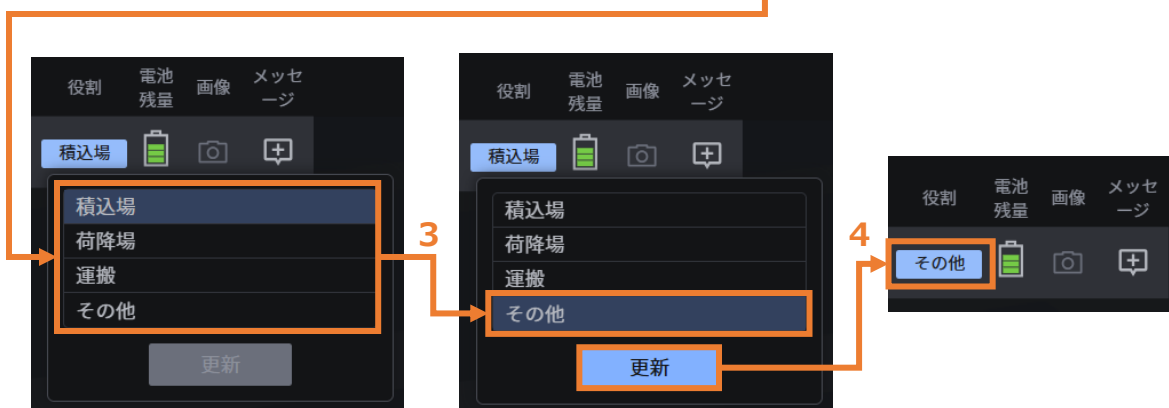 役割 電池残量 画像 メッセージ
積込場
積込場
荷降場
運搬
その他
更新
3
役割 電池残量 画像 メッセージ
積込場
積込場
荷降場
運搬
その他
更新
4
役割 電池残量 画像 メッセージ
その他